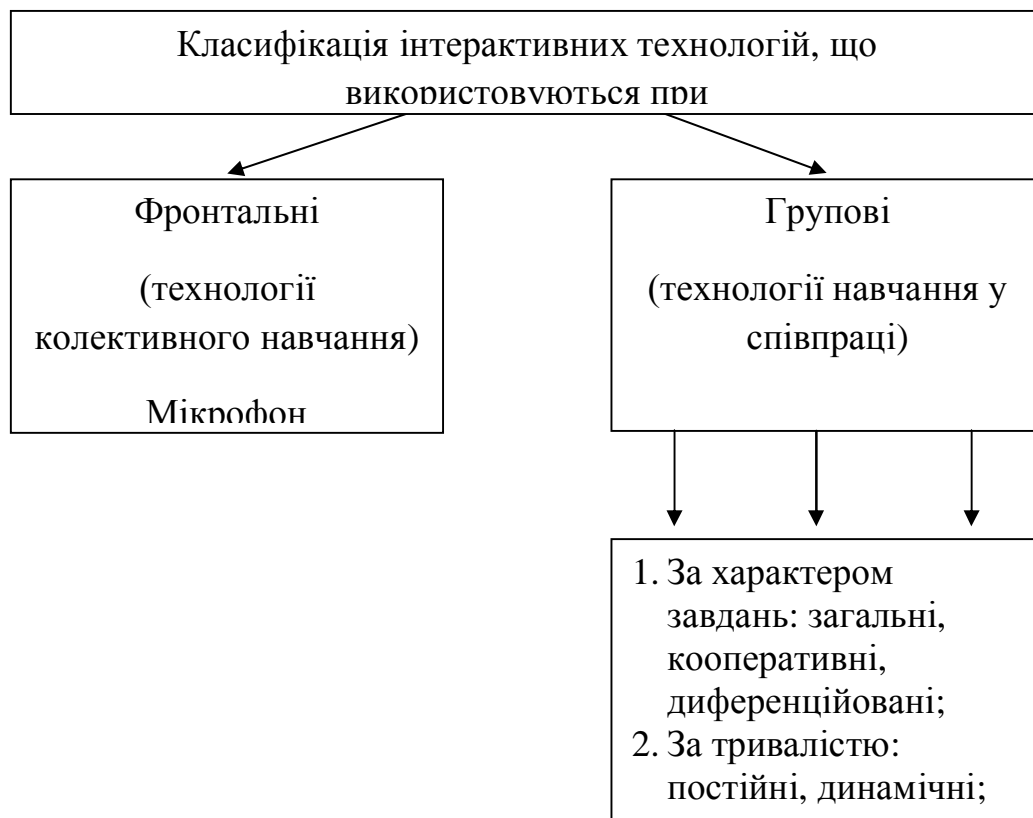 Класифікація інтерактивних технологій, що
використовуються при
Фронтальні
(технології
колективного навчання)
Мікрофон
Групові
(технології навчання у
співпраці)
1. За характером
завдань: загальні,
кооперативні,
диференційовані;
2. За тривалістю:
постійні, динамічні;